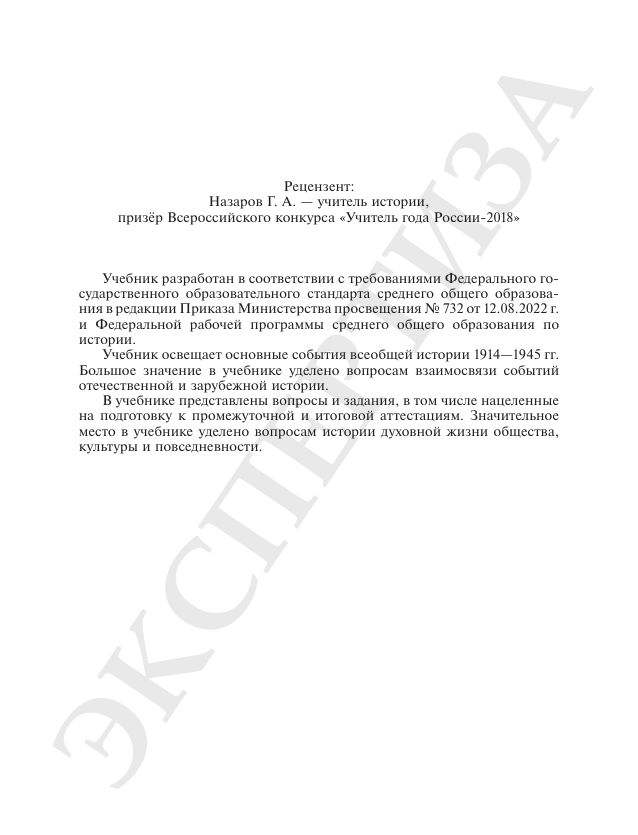 Рецензент:
Назаров Г. А. — учитель истории,
призёр Всероссийского конкурса «Учитель года России-2018»
Учебник разработан в соответствии с требованиями Федерального го-
сударственного образовательного стандарта среднего общего образова-
ния в редакции Приказа Министерства просвещения № 732 от 12.08.2022 г.
и Федеральной рабочей программы среднего общего образования по
истории.
Учебник освещает основные события всеобщей истории 1914—1945 гг.
Большое значение в учебнике уделено вопросам взаимосвязи событий
отечественной и зарубежной истории.
В учебнике представлены вопросы и задания, в том числе нацеленные
на подготовку к промежуточной и итоговой аттестациям. Значительное
место в учебнике уделено вопросам истории духовной жизни общества,
культуры и повседневности.
ЭКСПЕРТИЗА